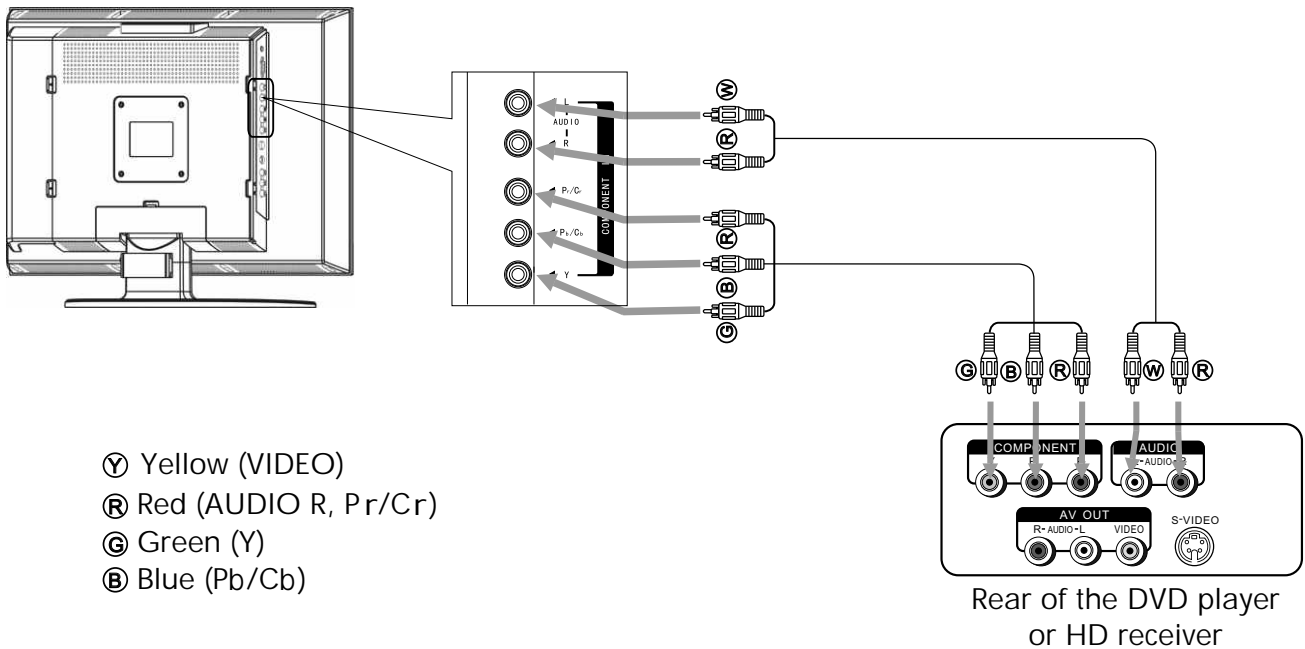 W
L
AUDIO
R
R
Pr/Cr
COMPONENT
R
Pb/Cb
B
Y
G
G B R W R
COMPONENT AUDIO
AUDIO
AV OUT
R-AUDIO-L VIDEO
S-VIDEO
Y Yellow (VIDEO)
R Red (AUDIO R, Pr/Cr)
G Green (Y)
B Blue (Pb/Cb)
Rear of the DVD player
or HD receiver